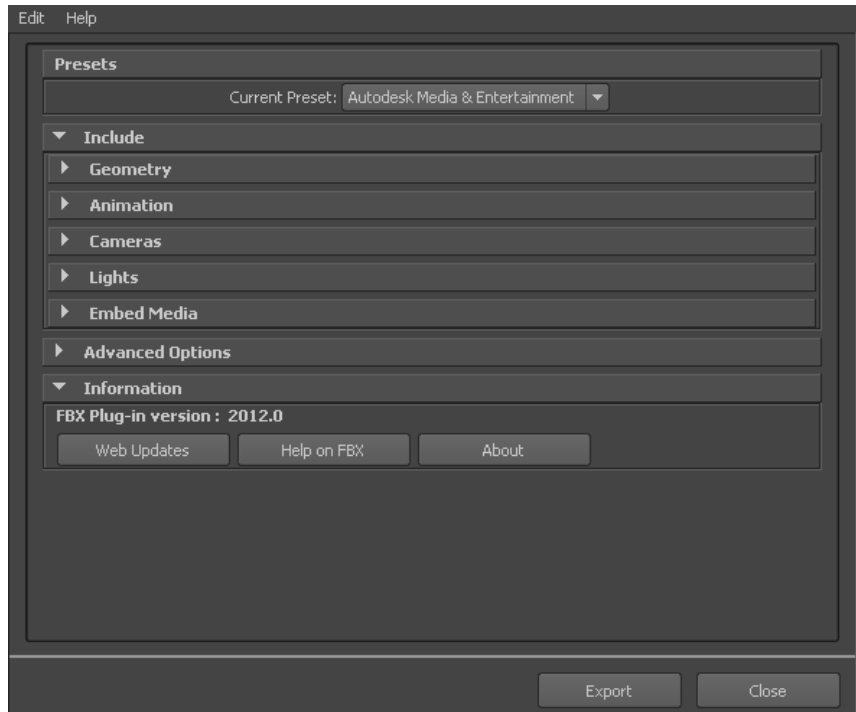 Edit Help
Presets
Current Preset: Autodesk Media & Entertainment
Include
Geometry
Animation
Cameras
Lights
Embed Media
Advanced Options
Information
FBX Plug-in version : 2012.0
Web Updates Help on FBX About
Export Close